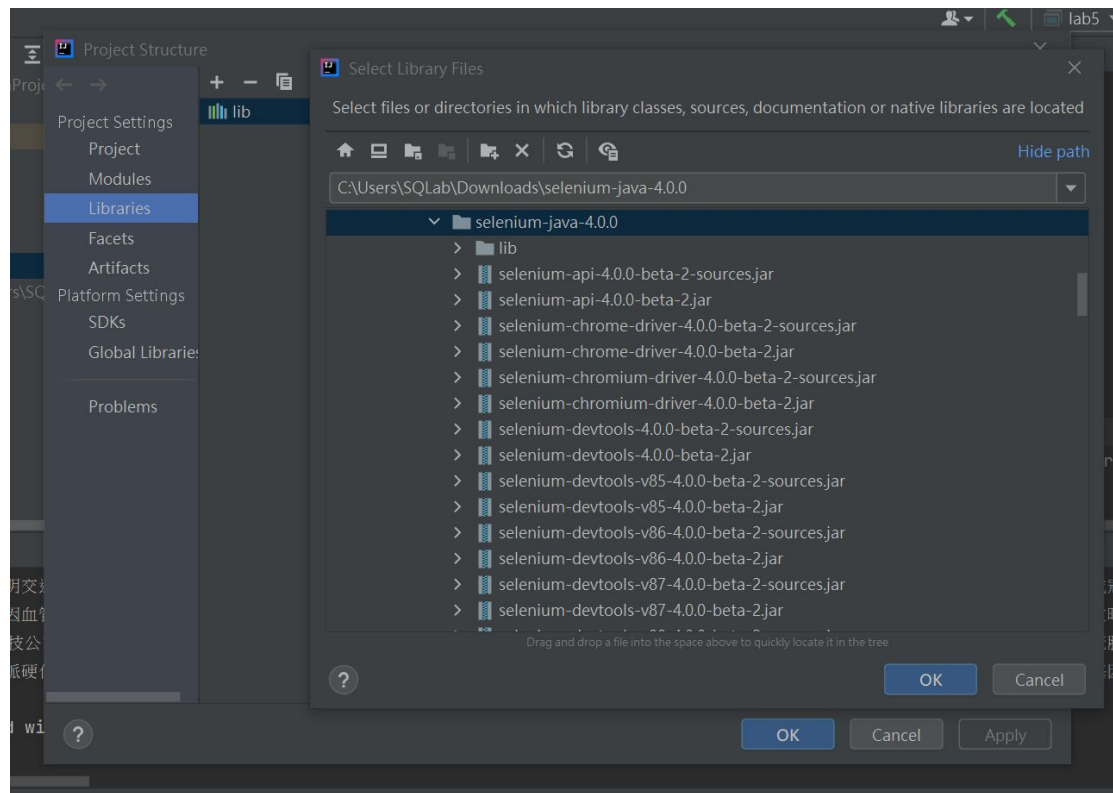 lab5
Project Structure
Select Library Files
Select files or directories in which library classes, sources, documentation or native libraries are located
lib
Project Settings
Project
Modules
Libraries
Facets
Artifacts
Platform Settings
SDKs
Global Libraries
Problems
Hide path
C:\Users\SQLab\Downloads\selenium-java-4.0.0
selenium-java-4.0.0
lib
selenium-api-4.0.0-beta-2-sources.jar
selenium-api-4.0.0-beta-2.jar
selenium-chrome-driver-4.0.0-beta-2-sources.jar
selenium-chrome-driver-4.0.0-beta-2.jar
selenium-chromium-driver-4.0.0-beta-2-sources.jar
selenium-chromium-driver-4.0.0-beta-2.jar
selenium-devtools-4.0.0-beta-2-sources.jar
selenium-devtools-4.0.0-beta-2.jar
selenium-devtools-v85-4.0.0-beta-2-sources.jar
selenium-devtools-v85-4.0.0-beta-2.jar
selenium-devtools-v86-4.0.0-beta-2-sources.jar
selenium-devtools-v86-4.0.0-beta-2.jar
selenium-devtools-v87-4.0.0-beta-2-sources.jar
selenium-devtools-v87-4.0.0-beta-2.jar
Drag and drop a file into the space above to quickly locate it in the tree
OK
Cancel
OK
Cancel
Apply